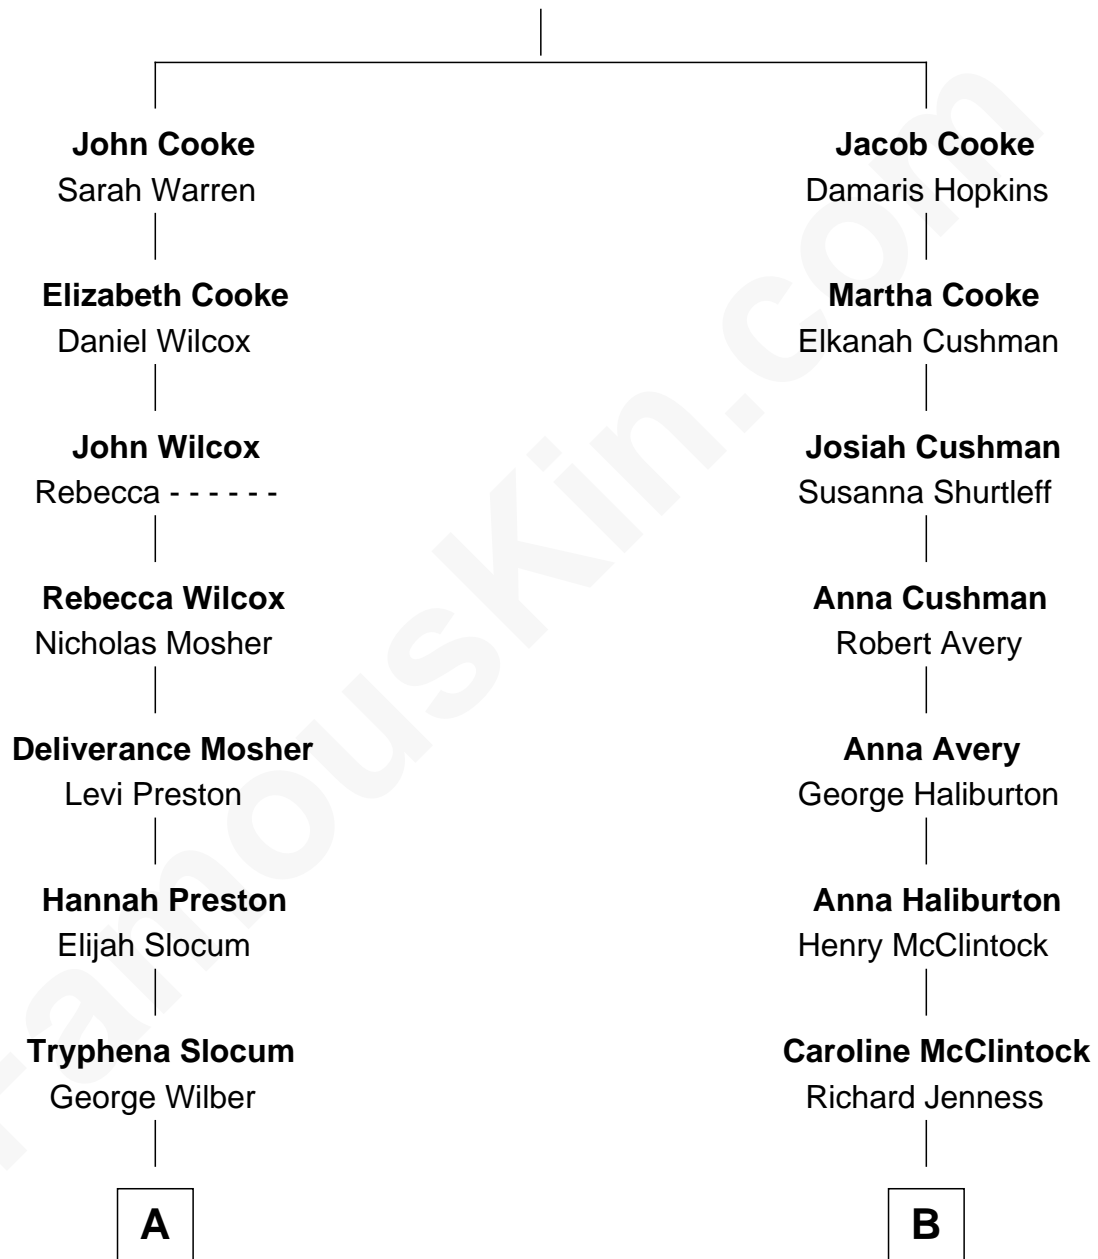 John Cooke
Sarah Warren
Jacob Cooke
Damaris Hopkins
Elizabeth Cooke
Daniel Wilcox
Martha Cooke
Elkanah Cushman
John Wilcox
Rebecca - - - - - -
Josiah Cushman
Susanna Shurtleff
Rebecca Wilcox
Nicholas Mosher
Anna Cushman
Robert Avery
Deliverance Mosher
Levi Preston
Anna Avery
George Haliburton
Hannah Preston
Elijah Slocum
Anna Haliburton
Henry McClintock
Tryphena Slocum
George Wilber
Caroline McClintock
Richard Jenness
A
B
FamousKin.com